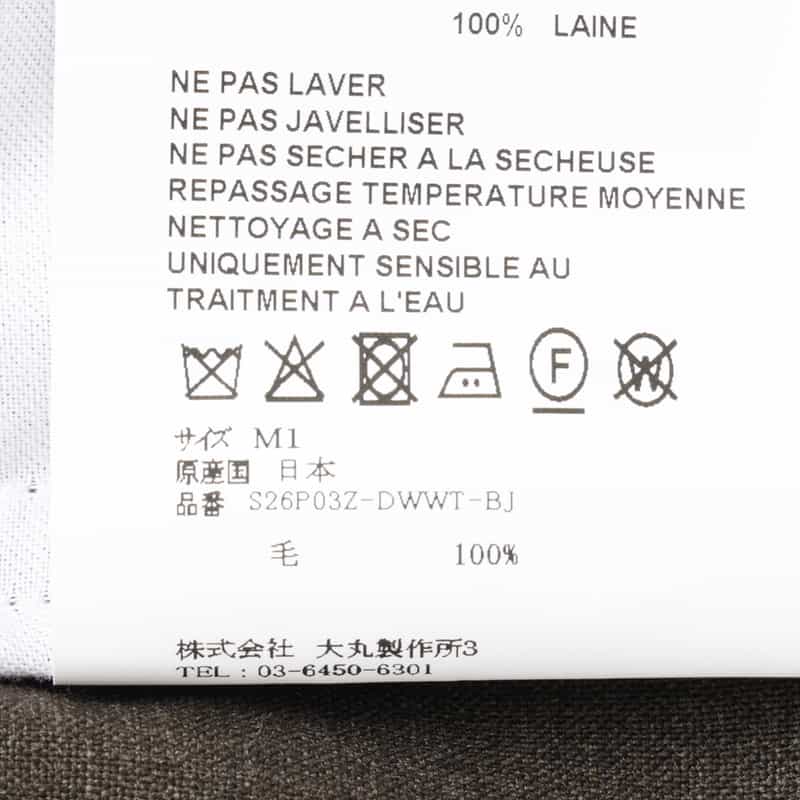 100% LAINE
NE PAS LAVER
NE PAS JAVELLISER
NE PAS SECHER A LA SECHEUSE
REPASSAGE TEMPERATURE MOYENNE
NETTOYAGE A SEC
UNIQUEMENT SENSIBLE AU
TRAITMENT A L'EAU
F W
サイズ M1
原産国 日本
品番 S26P03Z-DWWT-BJ
毛 100%
株式会社 大丸製作所3
TEL : 03-6450-6301